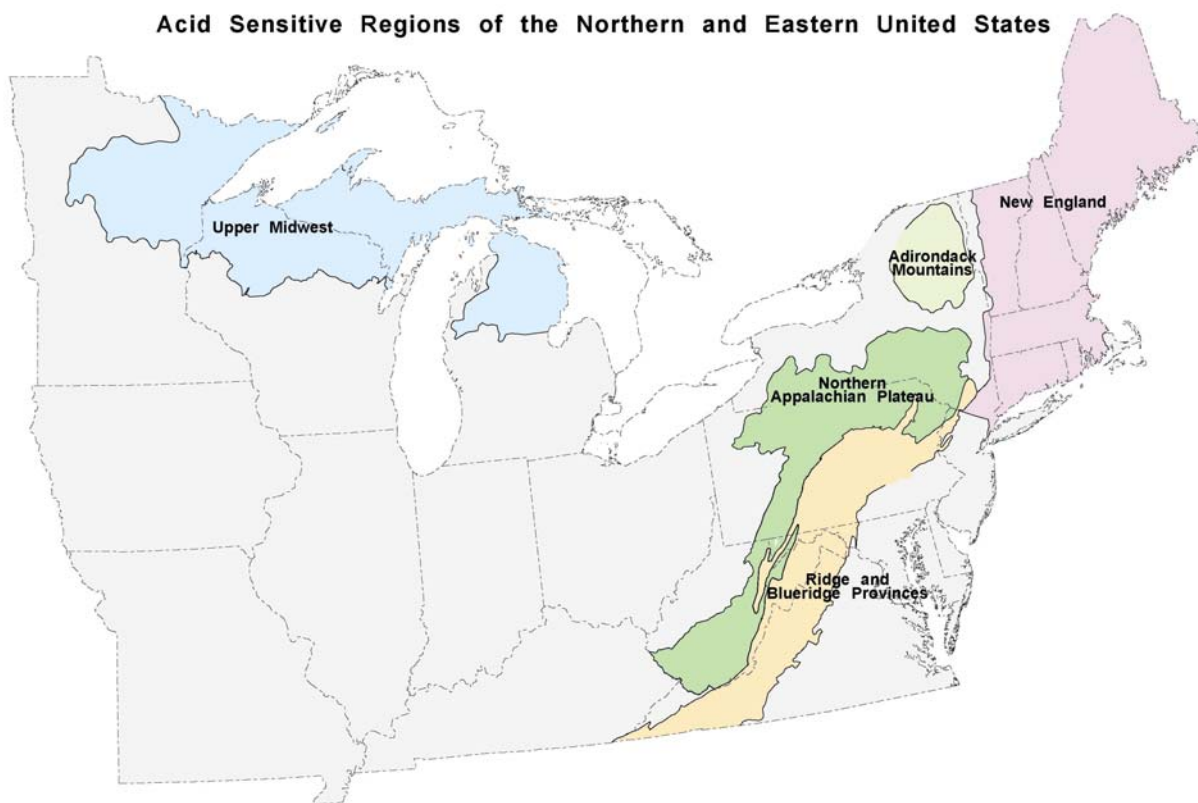 Acid Sensitive Regions of the Northern and Eastern United States
New England
Upper Midwest
Adirondack
Mountains
Northern
Appalachian Plateau
Ridge and
Blueridge Provinces